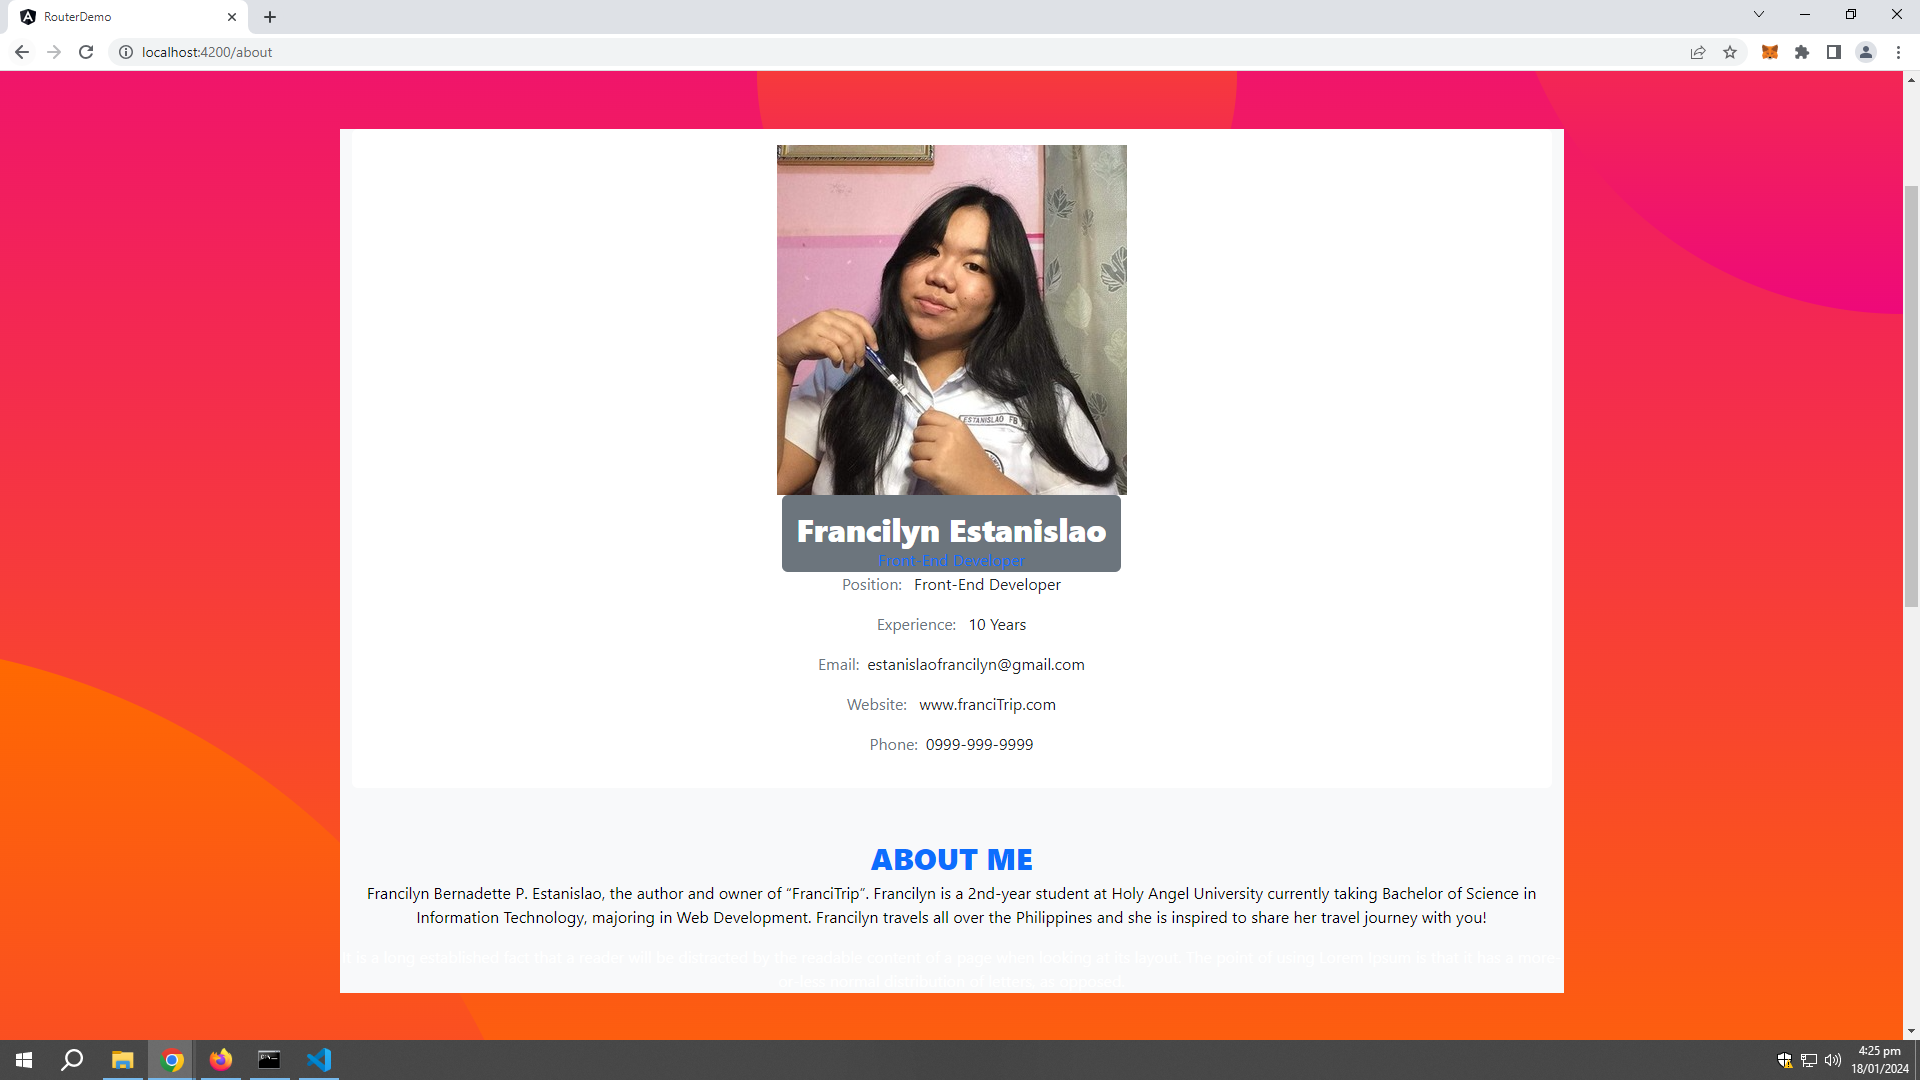 RouterDemo
localhost:4200/about
ESTANISLAO FB
Francilyn Estanislao
Front-End Developer
Position: Front-End Developer
Experience: 10 Years
Email: estanislaofrancilyn@gmail.com
Website: www.franciTrip.com
Phone: 0999-999-9999
ABOUT ME
Francilyn Bernadette P. Estanislao, the author and owner of “FranciTrip”. Francilyn is a 2nd-year student at Holy Angel University currently taking Bachelor of Science in
Information Technology, majoring in Web Development. Francilyn travels all over the Philippines and she is inspired to share her travel journey with you!
is a long established fact that a reader will be distracted by the readable content of a page when looking at its layout. The point of using Lorem Ipsum is that it has a more-
or-less normal distribution of letters, as opposed.
4:25 pm
18/01/2024